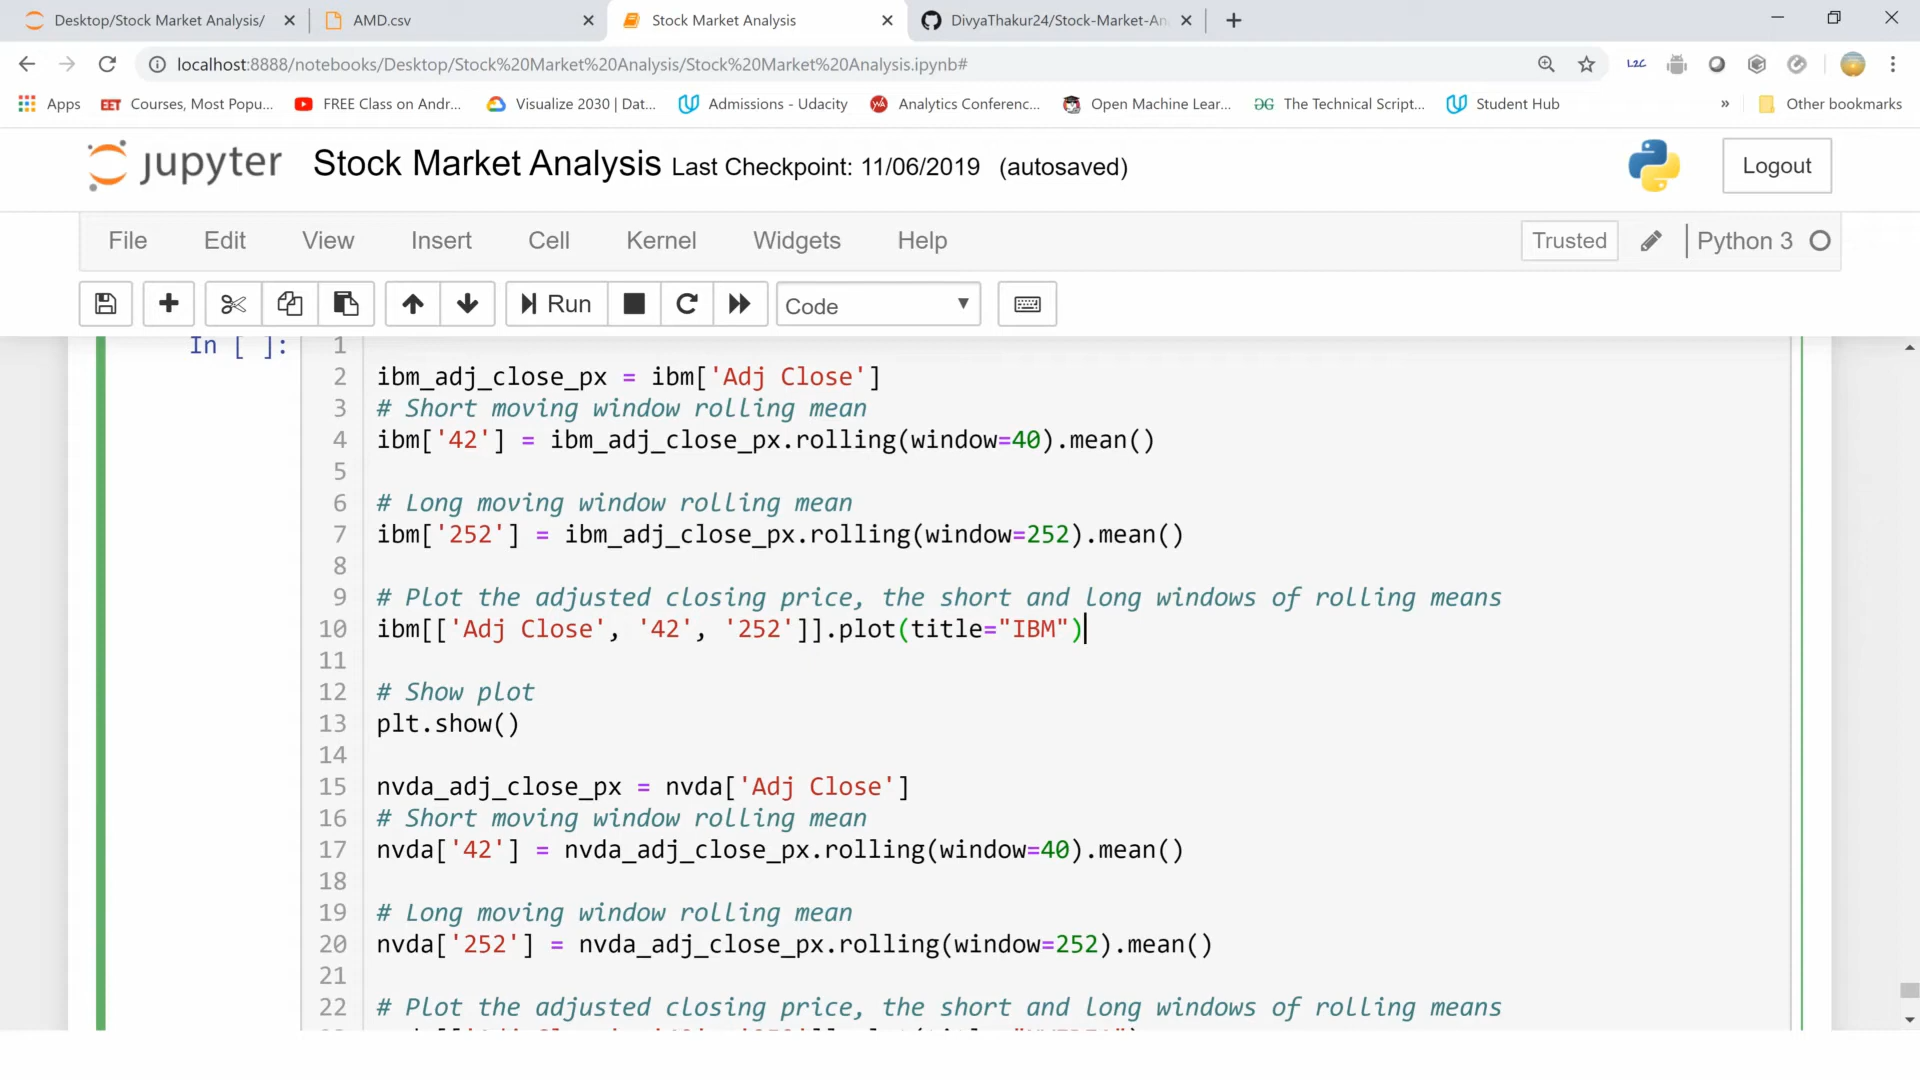 Desktop/Stock Market Analysis/
AMD.csv
Stock Market Analysis
DivyaThakur24/Stock-Market-An
localhost:8888/notebooks/Desktop/Stock%20Market%20Analysis/Stock%20Market%20Analysis.ipynb#
Apps
Courses, Most Popu...
FREE Class on Andr...
Visualize 2030 | Dat...
Admissions - Udacity
Analytics Conferenc...
Open Machine Lear...
The Technical Script...
Student Hub
»
Other bookmarks
jupyter Stock Market Analysis Last Checkpoint: 11/06/2019 (autosaved)
Logout
File Edit View Insert Cell Kernel Widgets Help
Trusted
Python 3
Run
Code
In [ ]:
1
2 ibm_adj_close_px = ibm['Adj Close']
3 # Short moving window rolling mean
4 ibm['42'] = ibm_adj_close_px.rolling(window=40).mean()
5
6 # Long moving window rolling mean
7 ibm['252'] = ibm_adj_close_px.rolling(window=252).mean()
8
9 # Plot the adjusted closing price, the short and long windows of rolling means
10 ibm[['Adj Close', '42', '252']].plot(title="IBM")
11
12 # Show plot
13 plt.show()
14
15 nvda_adj_close_px = nvda['Adj Close']
16 # Short moving window rolling mean
17 nvda['42'] = nvda_adj_close_px.rolling(window=40).mean()
18
19 # Long moving window rolling mean
20 nvda['252'] = nvda_adj_close_px.rolling(window=252).mean()
21
22 # Plot the adjusted closing price, the short and long windows of rolling means